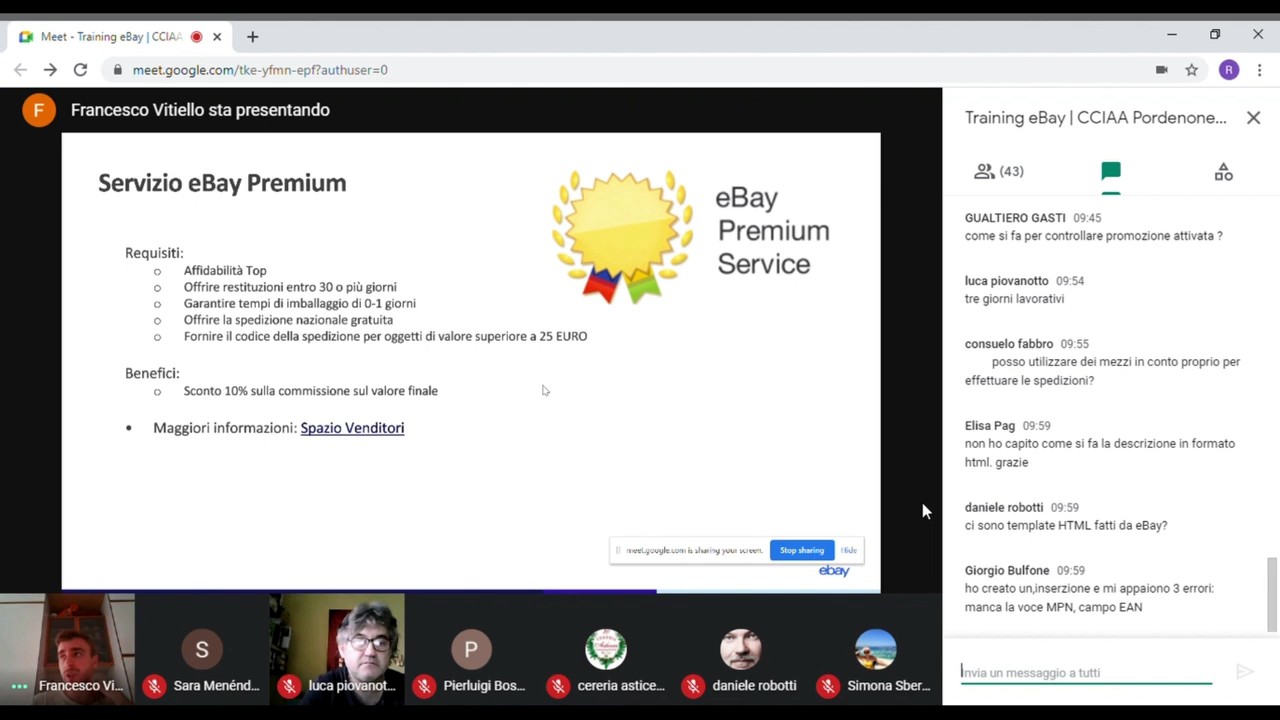 Meet - Training eBay | CCIAA
meet.google.com/tke-yfmn-epf?authuser=0
R
F
Francesco Vitiello sta presentando
Servizio eBay Premium
eBay
Premium
Service
Requisiti:
o Affidabilità Top
o Offrire restituzioni entro 30 o più giorni
o Garantire tempi di imballaggio di 0-1 giorni
o Offrire la spedizione nazionale gratuita
o Fornire il codice della spedizione per oggetti di valore superiore a 25 EURO
Benefici:
o Sconto 10% sulla commissione sul valore finale
• Maggiori informazioni: Spazio Venditori
meet.google.com is sharing your screen.
Stop sharing
Hide
ebay
Francesco Vi...
S
Sara Menénd...
luca piovanot...
P
Pierluigi Bos...
cereria astice...
daniele robotti
Simona Sber...
Training eBay | CCIAA Pordenone...
(43)
GUALTIERO GASTI 09:45
come si fa per controllare promozione attivata ?
luca piovanotto 09:54
tre giorni lavorativi
consuelo fabbro 09:55
posso utilizzare dei mezzi in conto proprio per
effettuare le spedizioni?
Elisa Pag 09:59
non ho capito come si fa la descrizione in formato
html. grazie
daniele robotti 09:59
ci sono template HTML fatti da eBay?
Giorgio Bulfone 09:59
ho creato un,inserzione e mi appaiono 3 errori:
manca la voce MPN, campo EAN
Invia un messaggio a tutti